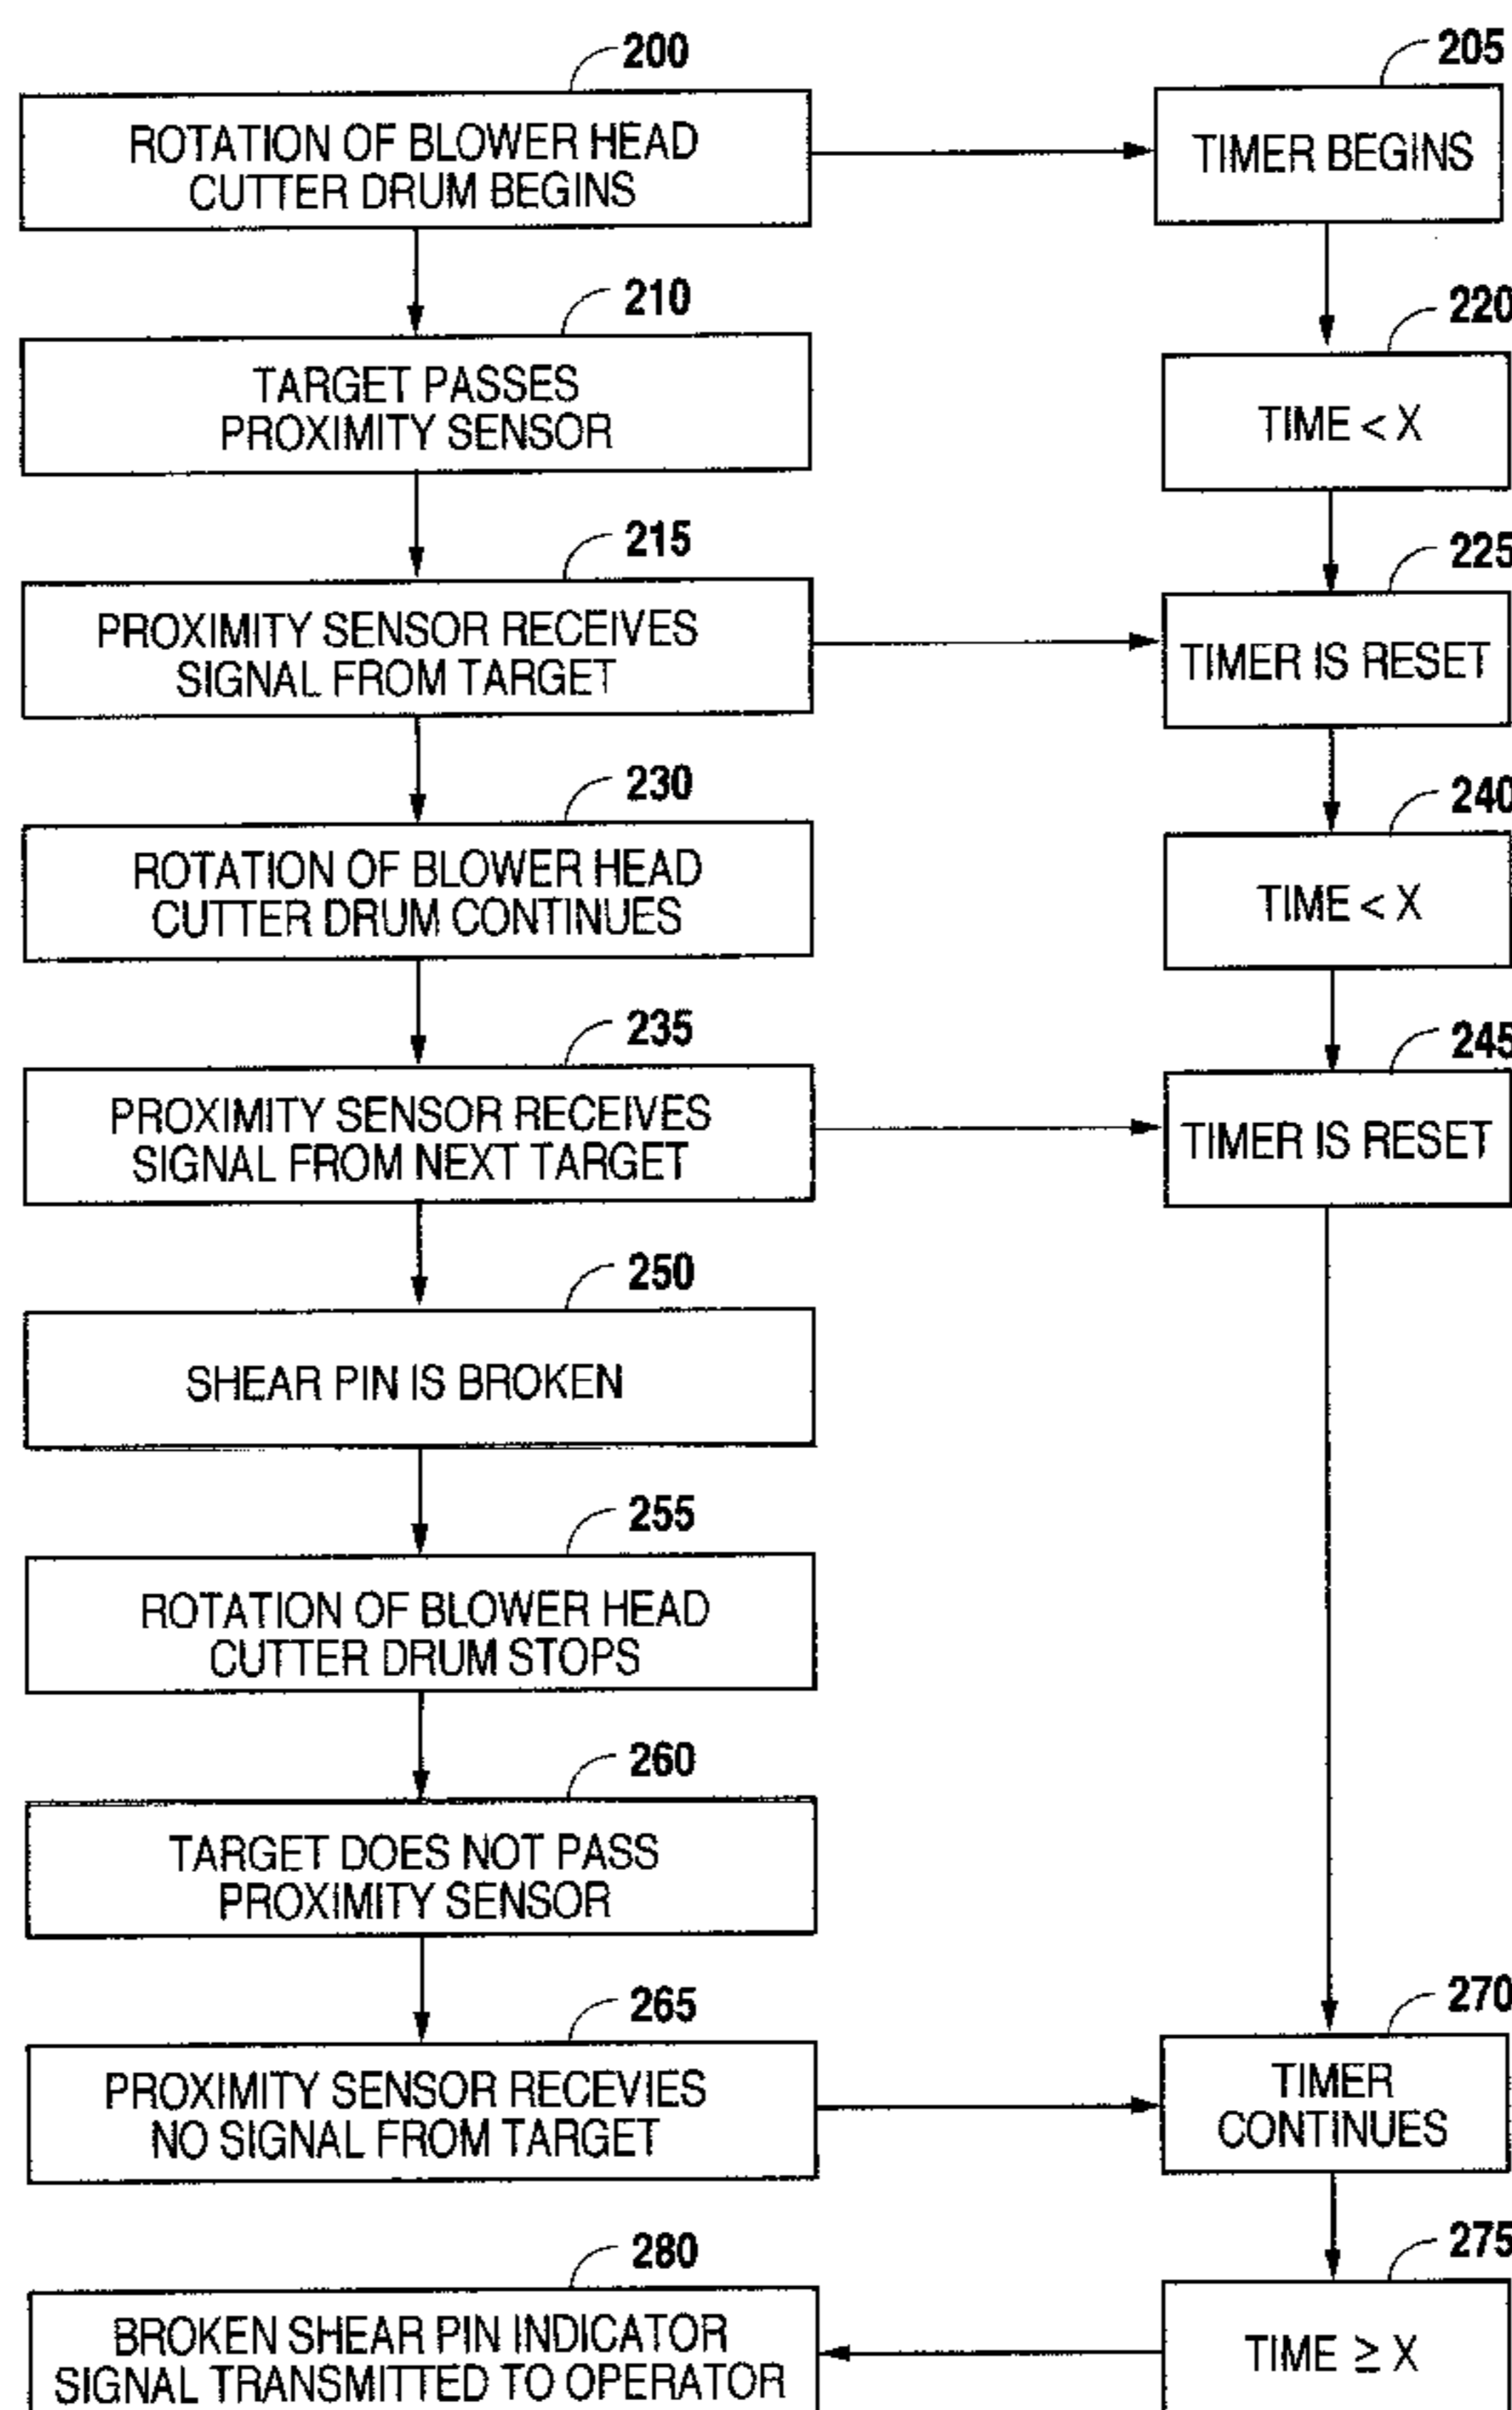 200
ROTATION OF BLOWER HEAD
CUTTER DRUM BEGINS
205
TIMER BEGINS
210
TARGET PASSES
PROXIMITY SENSOR
220
TIME < X
215
PROXIMITY SENSOR RECEIVES
SIGNAL FROM TARGET
225
TIMER IS RESET
230
ROTATION OF BLOWER HEAD
CUTTER DRUM CONTINUES
240
TIME < X
235
PROXIMITY SENSOR RECEIVES
SIGNAL FROM NEXT TARGET
245
TIMER IS RESET
250
SHEAR PIN IS BROKEN
255
ROTATION OF BLOWER HEAD
CUTTER DRUM STOPS
260
TARGET DOES NOT PASS
PROXIMITY SENSOR
265
PROXIMITY SENSOR RECEVIES
NO SIGNAL FROM TARGET
270
TIMER
CONTINUES
275
TIME ≥ X
280
BROKEN SHEAR PIN INDICATOR
SIGNAL TRANSMITTED TO OPERATOR